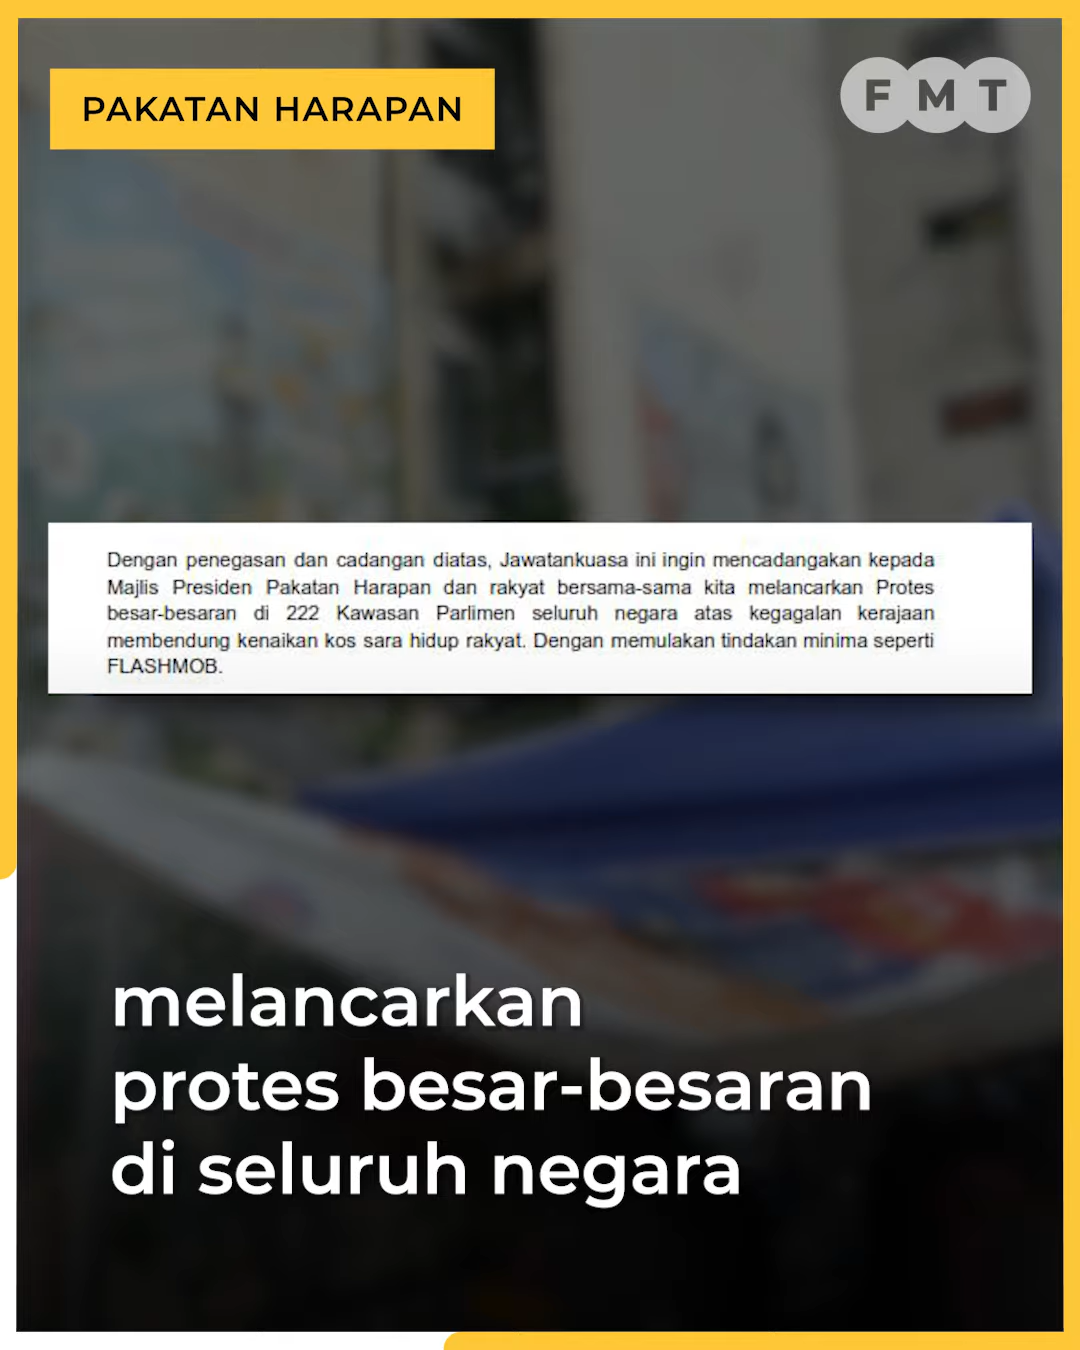 PAKATAN HARAPAN
FMT
Dengan penegasan dan cadangan diatas, Jawatankuasa ini ingin mencadangakan kepada
Majlis Presiden Pakatan Harapan dan rakyat bersama-sama kita melancarkan Protes
besar-besaran di 222 Kawasan Parlimen seluruh negara atas kegagalan kerajaan
membendung kenaikan kos sara hidup rakyat. Dengan memulakan tindakan minima seperti
FLASHMOB.
melancarkan
protes besar-besaran
di seluruh negara